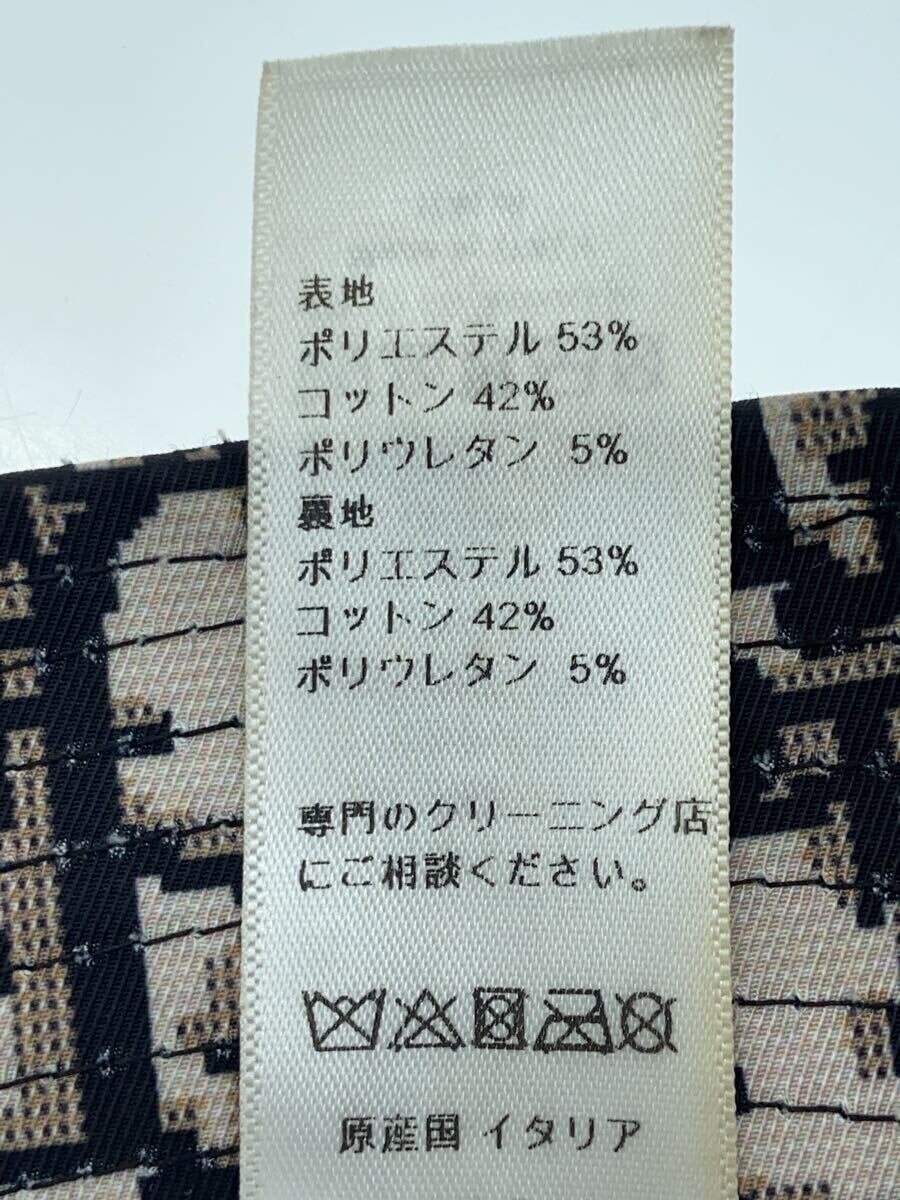 表地
ポリエステル 53%
コットン 42%
ポリウレタン 5%
裏地
ポリエステル 53%
コットン 42%
ポリウレタン 5%
専門のクリーニング店
にご相談ください。
原産国 イタリア